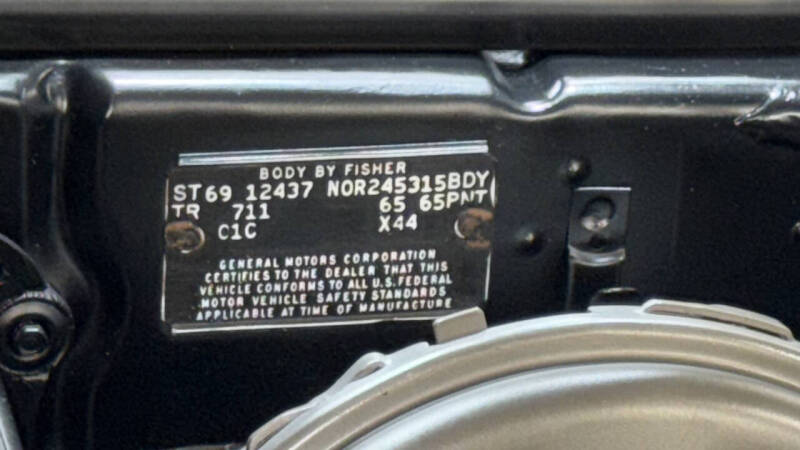 BODY BY FISHER
ST69 12437 NOR245315BDY
TR 711 65 65PNT
C1C X44
GENERAL MOTORS CORPORATION
CERTIFIES TO THE DEALER THAT THIS
VEHICLE CONFORMS TO ALL U.S. FEDERAL
MOTOR VEHICLE SAFETY STANDARDS
APPLICABLE AT TIME OF MANUFACTURE